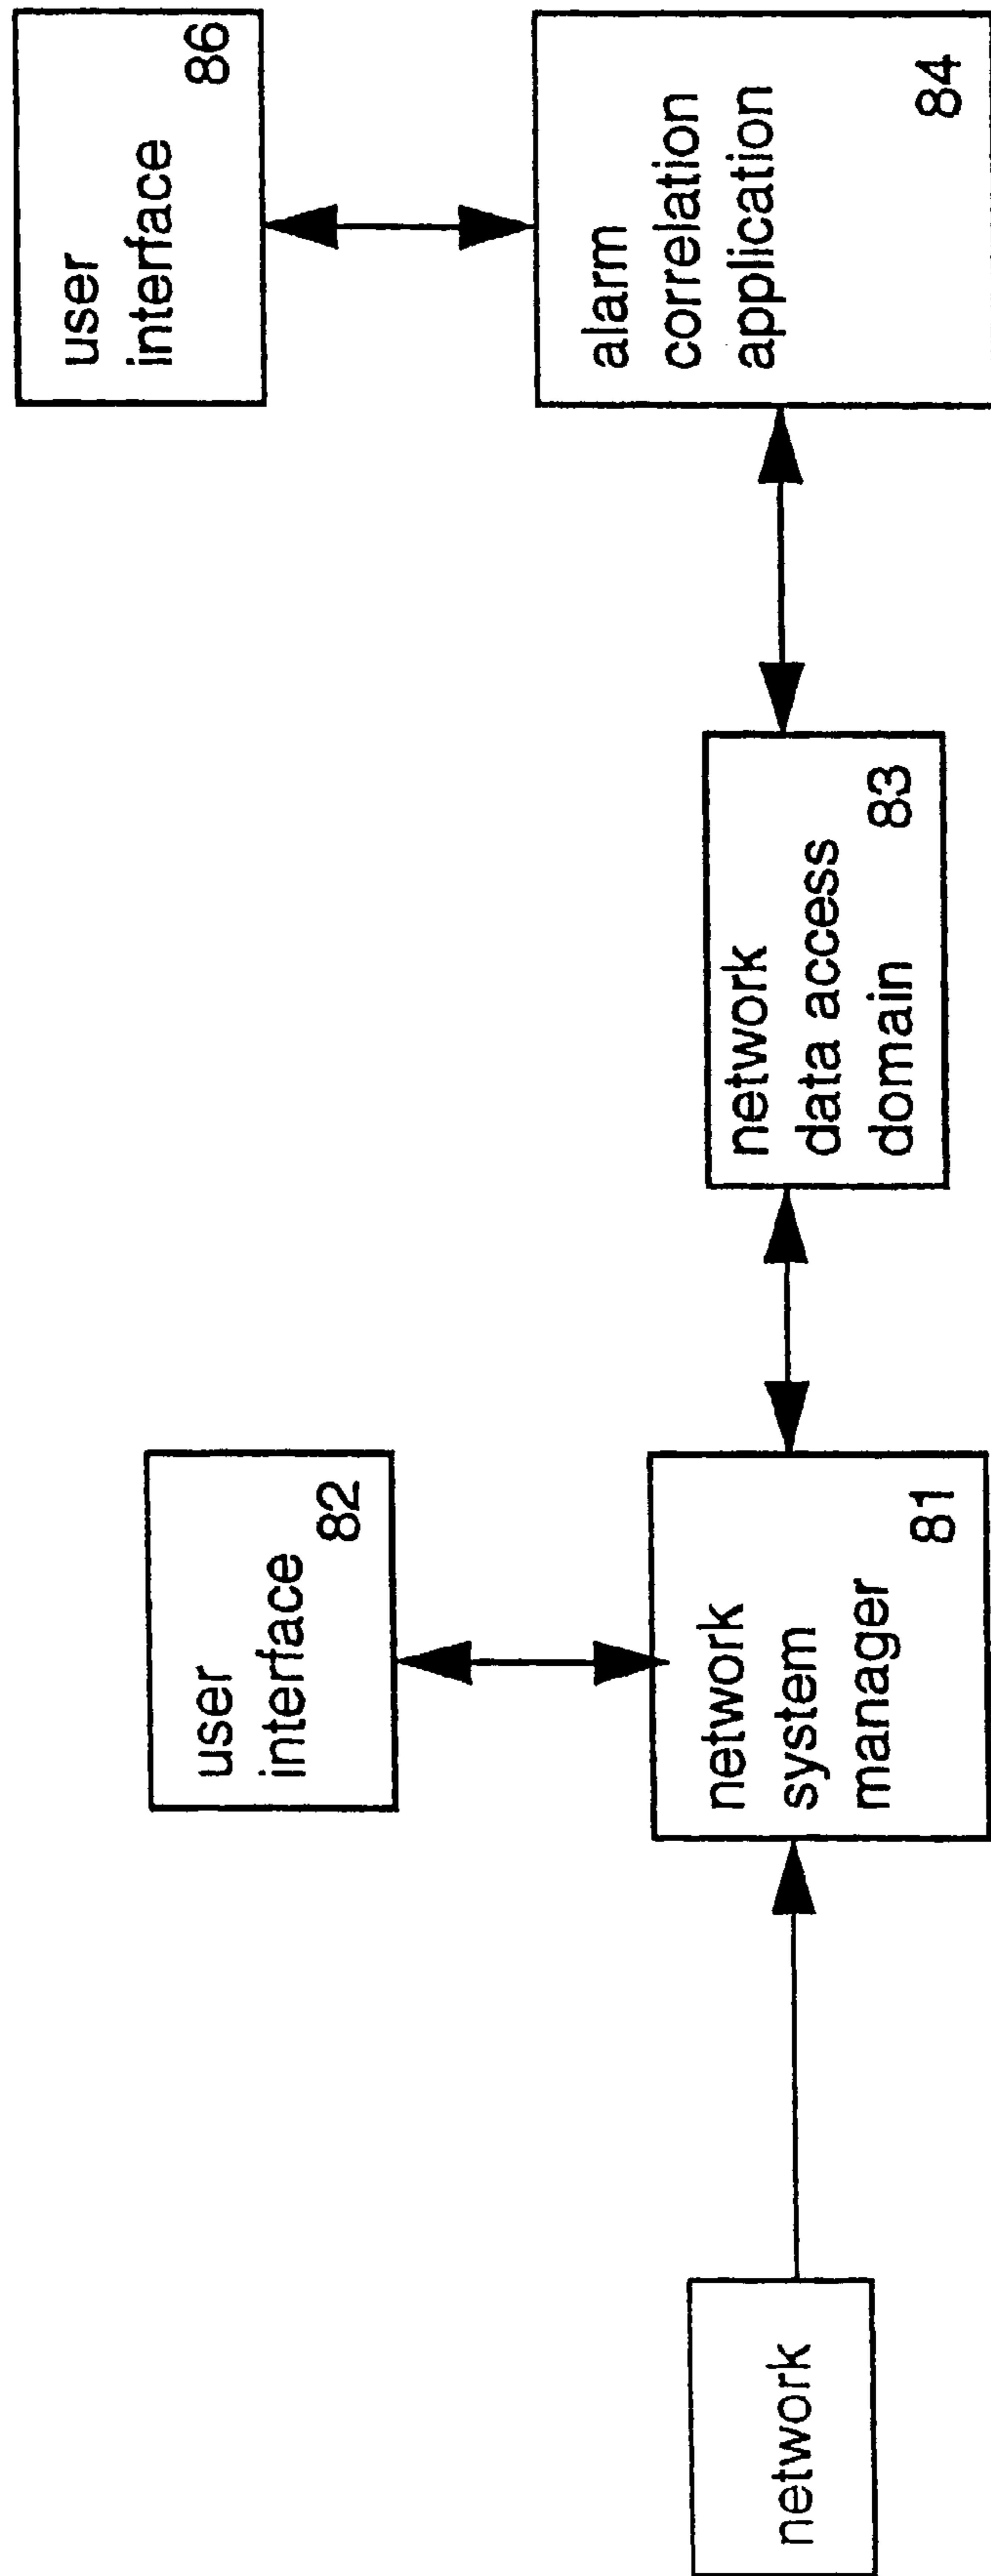 user
interface
86
user
interface
82
alarm
correlation
application
84
network
data access
domain 83
network
system
manager
81
network